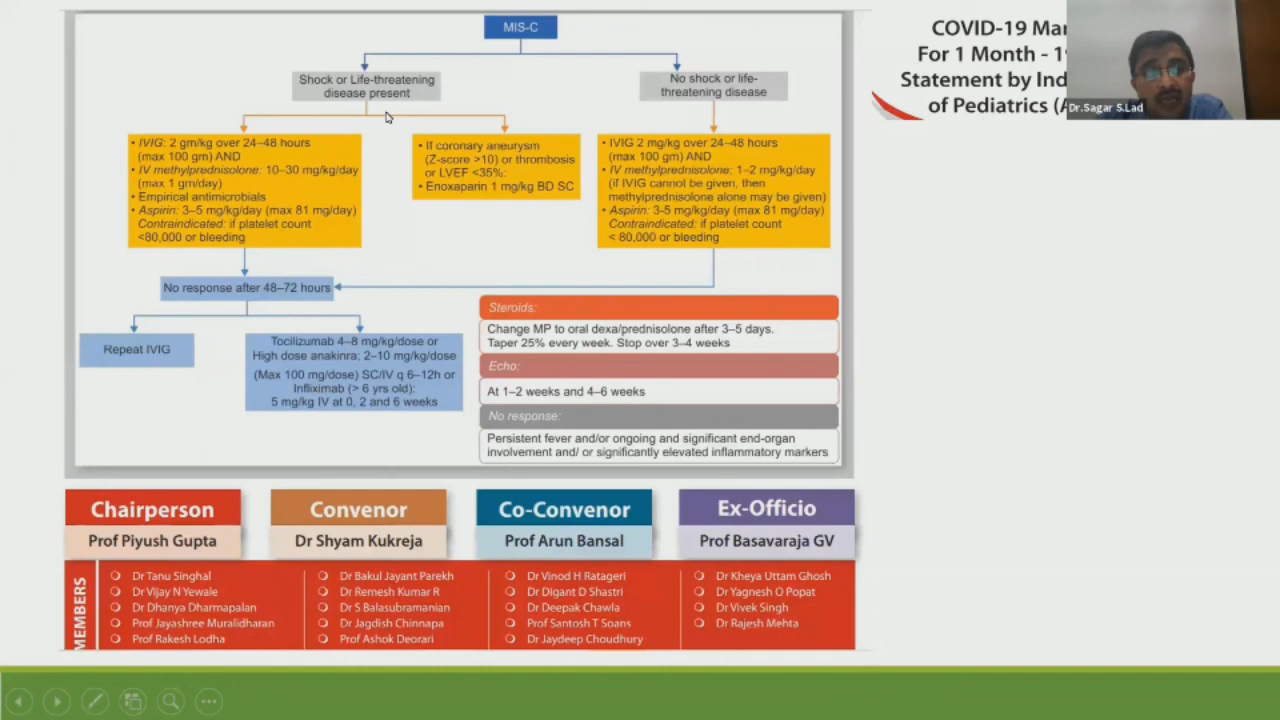 MIS-C
Shock or Life-threatening
disease present
No shock or life-
threatening disease
• IVIG: 2 gm/kg over 24–48 hours
(max 100 gm) AND
• IV methylprednisolone: 10–30 mg/kg/day
(max 1 gm/day)
• Empirical antimicrobials
• Aspirin: 3–5 mg/kg/day (max 81 mg/day)
Contraindicated: if platelet count
<80,000 or bleeding
• If coronary aneurysm
(Z-score >10) or thrombosis
or LVEF <35%:
• Enoxaparin 1 mg/kg BD SC
• IVIG 2 mg/kg over 24–48 hours
(max 100 gm) AND
• IV methylprednisolone: 1–2 mg/kg/day
(if IVIG cannot be given, then
methylprednisolone alone may be given)
• Aspirin: 3-5 mg/kg/day (max 81 mg/day)
Contraindicated: if platelet count
< 80,000 or bleeding
No response after 48–72 hours
Repeat IVIG
Tocilizumab 4–8 mg/kg/dose or
High dose anakinra; 2–10 mg/kg/dose
(Max 100 mg/dose) SC/IV q 6–12h or
Infliximab (> 6 yrs old):
5 mg/kg IV at 0, 2 and 6 weeks
Steroids:
Change MP to oral dexa/prednisolone after 3–5 days.
Taper 25% every week. Stop over 3–4 weeks
Echo:
At 1–2 weeks and 4–6 weeks
No response:
Persistent fever and/or ongoing and significant end-organ
involvement and/ or significantly elevated inflammatory markers
COVID-19 Ma
For 1 Month - 1
Statement by Ind
of Pediatrics (
Dr.Sagar S.Lad
Chairperson
Prof Piyush Gupta
Convenor
Dr Shyam Kukreja
Co-Convenor
Prof Arun Bansal
Ex-Officio
Prof Basavaraja GV
MEMBERS
Dr Tanu Singhal
Dr Vijay N Yewale
Dr Dhanya Dharmapalan
Prof Jayashree Muralidharan
Prof Rakesh Lodha
Dr Bakul Jayant Parekh
Dr Remesh Kumar R
Dr S Balasubramanian
Dr Jagdish Chinnapa
Prof Ashok Deorari
Dr Vinod H Ratageri
Dr Digant D Shastri
Dr Deepak Chawla
Prof Santosh T Soans
Dr Jaydeep Choudhury
Dr Kheya Uttam Ghosh
Dr Yagnesh O Popat
Dr Vivek Singh
Dr Rajesh Mehta